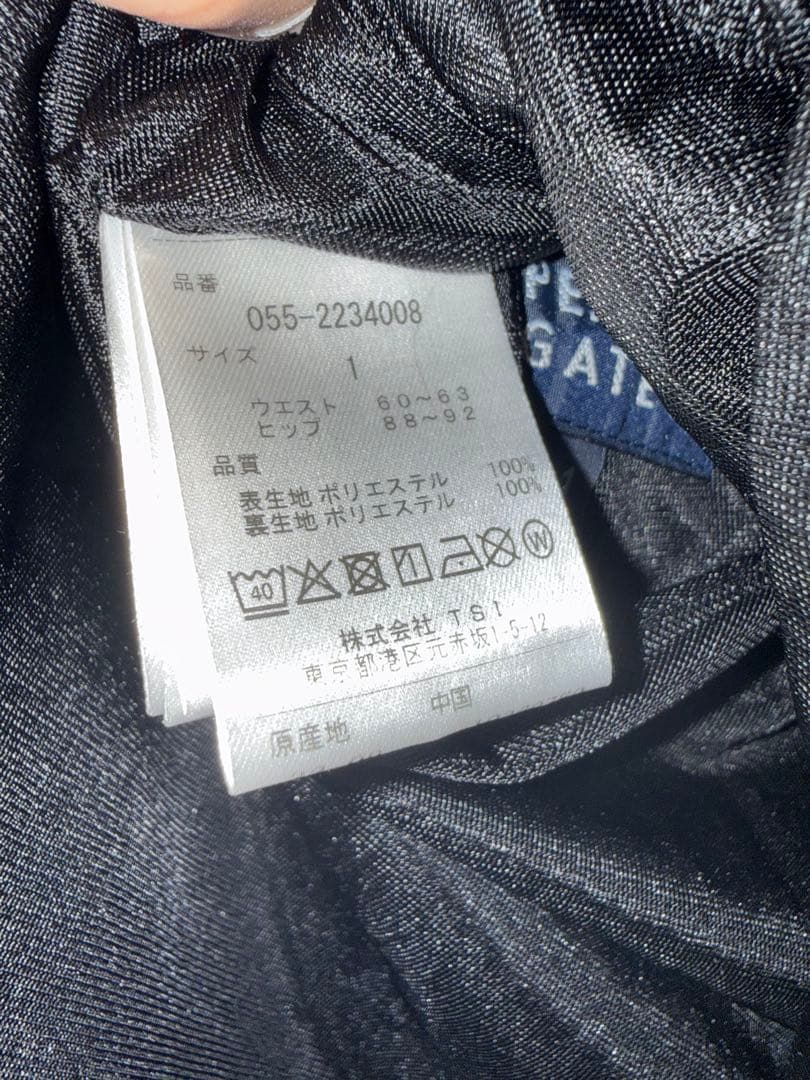 品番
055-2234008
サイズ
1
ウエスト 60～63
ヒップ 88～92
品質
表生地 ポリエステル 100%
裏生地 ポリエステル 100%
40
W
株式会社 TSI
東京都港区元赤坂1-5-12
原産地 中国
GATE